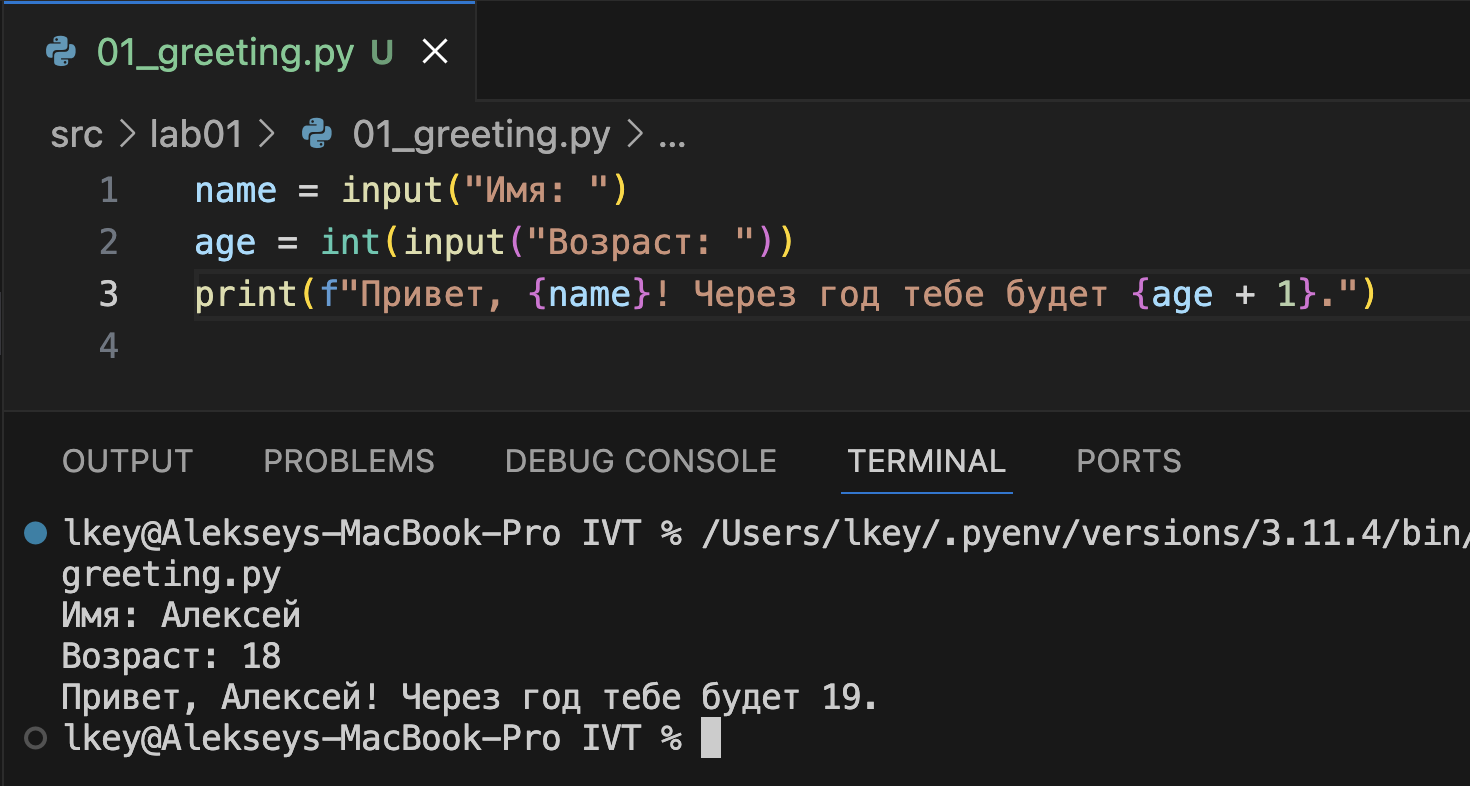 01_greeting.py U
src > lab01 > 01_greeting.py > ...
1 name = input("Имя: ")
2 age = int(input("Возраст: "))
3 print(f"Привет, {name}! Через год тебе будет {age + 1}.")
4
OUTPUT PROBLEMS DEBUG CONSOLE TERMINAL PORTS
lkey@Alekseys-MacBook-Pro IVT % /Users/lkey/.pyenv/versions/3.11.4/bin/
greeting.py
Имя: Алексей
Возраст: 18
Привет, Алексей! Через год тебе будет 19.
lkey@Alekseys-MacBook-Pro IVT %